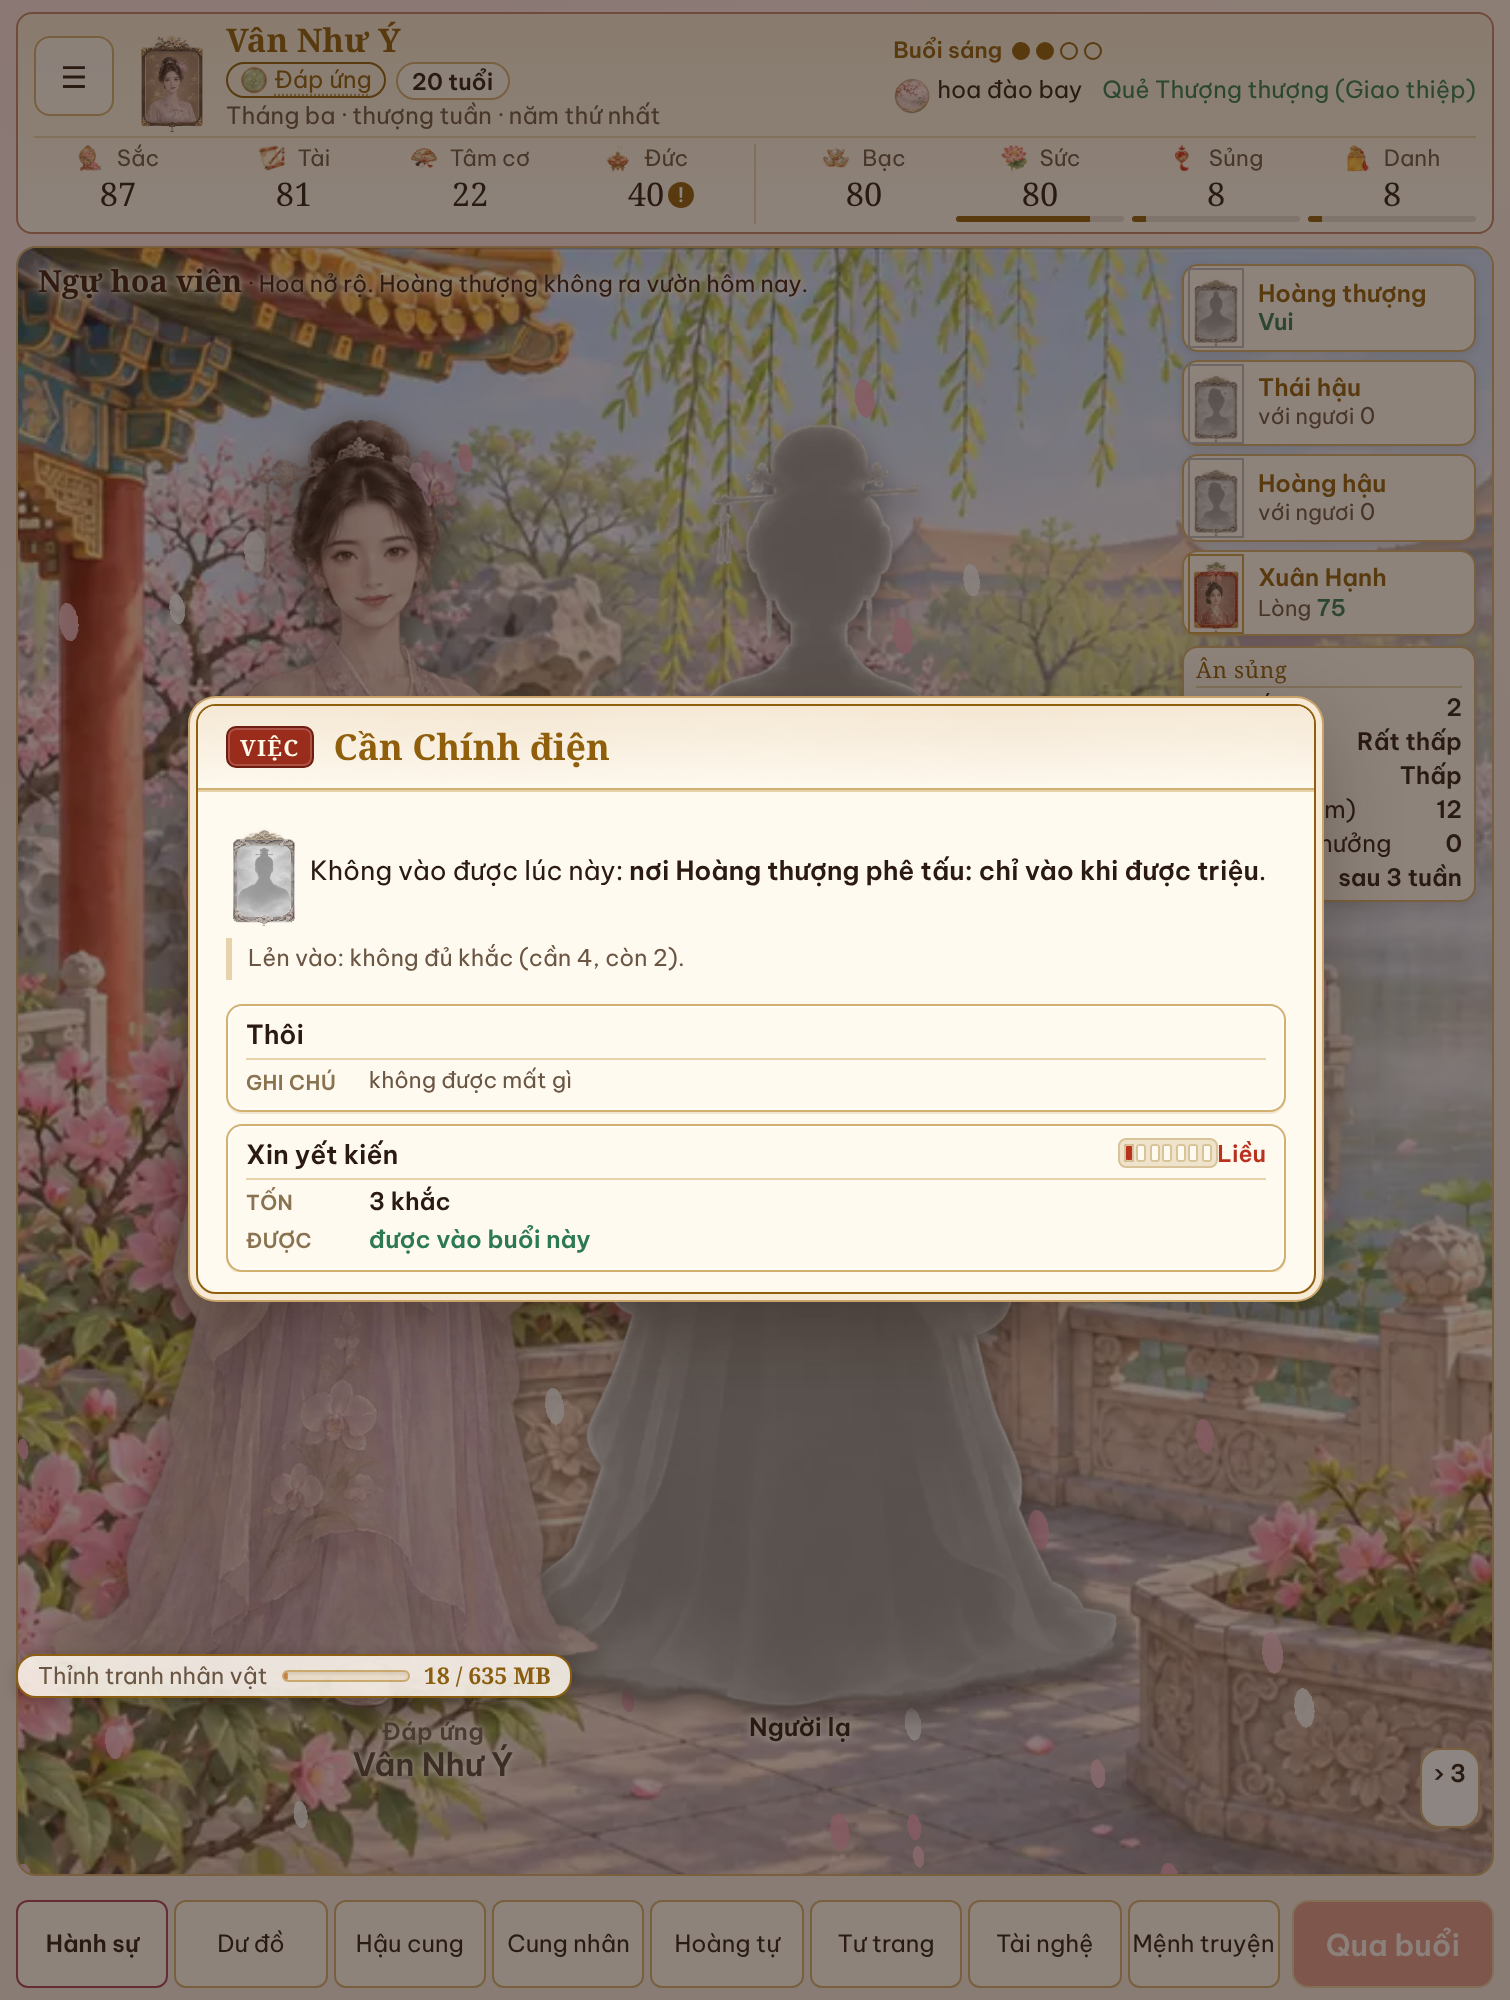 ☰
Vân Như Ý
Đáp ứng
20 tuổi
Tháng ba · thượng tuần · năm thứ nhất
Buổi sáng
hoa đào bay
Quẻ Thượng thượng (Giao thiệp)
Sắc
87
Tài
81
Tâm cơ
22
Đức
40 !
Bạc
80
Sức
80
Sủng
8
Danh
8
Ngự hoa viên · Hoa nở rộ. Hoàng thượng không ra vườn hôm nay.
Hoàng thượng
Vui
Thái hậu
với ngươi 0
Hoàng hậu
với ngươi 0
Xuân Hạnh
Lòng 75
Ân sủng
2
Rất thấp
Thấp
12
0
sau 3 tuần
VIỆC
Cần Chính điện
Không vào được lúc này: nơi Hoàng thượng phê tấu: chỉ vào khi được triệu.
Lẻn vào: không đủ khắc (cần 4, còn 2).
Thôi
GHI CHÚ không được mất gì
Xin yết kiến
Liều
TỐN 3 khắc
ĐƯỢC được vào buổi này
Thỉnh tranh nhân vật 18 / 635 MB
Đáp ứng
Vân Như Ý
Người lạ
› 3
Hành sự
Dư đồ
Hậu cung
Cung nhân
Hoàng tự
Tư trang
Tài nghệ
Mệnh truyện
Qua buổi